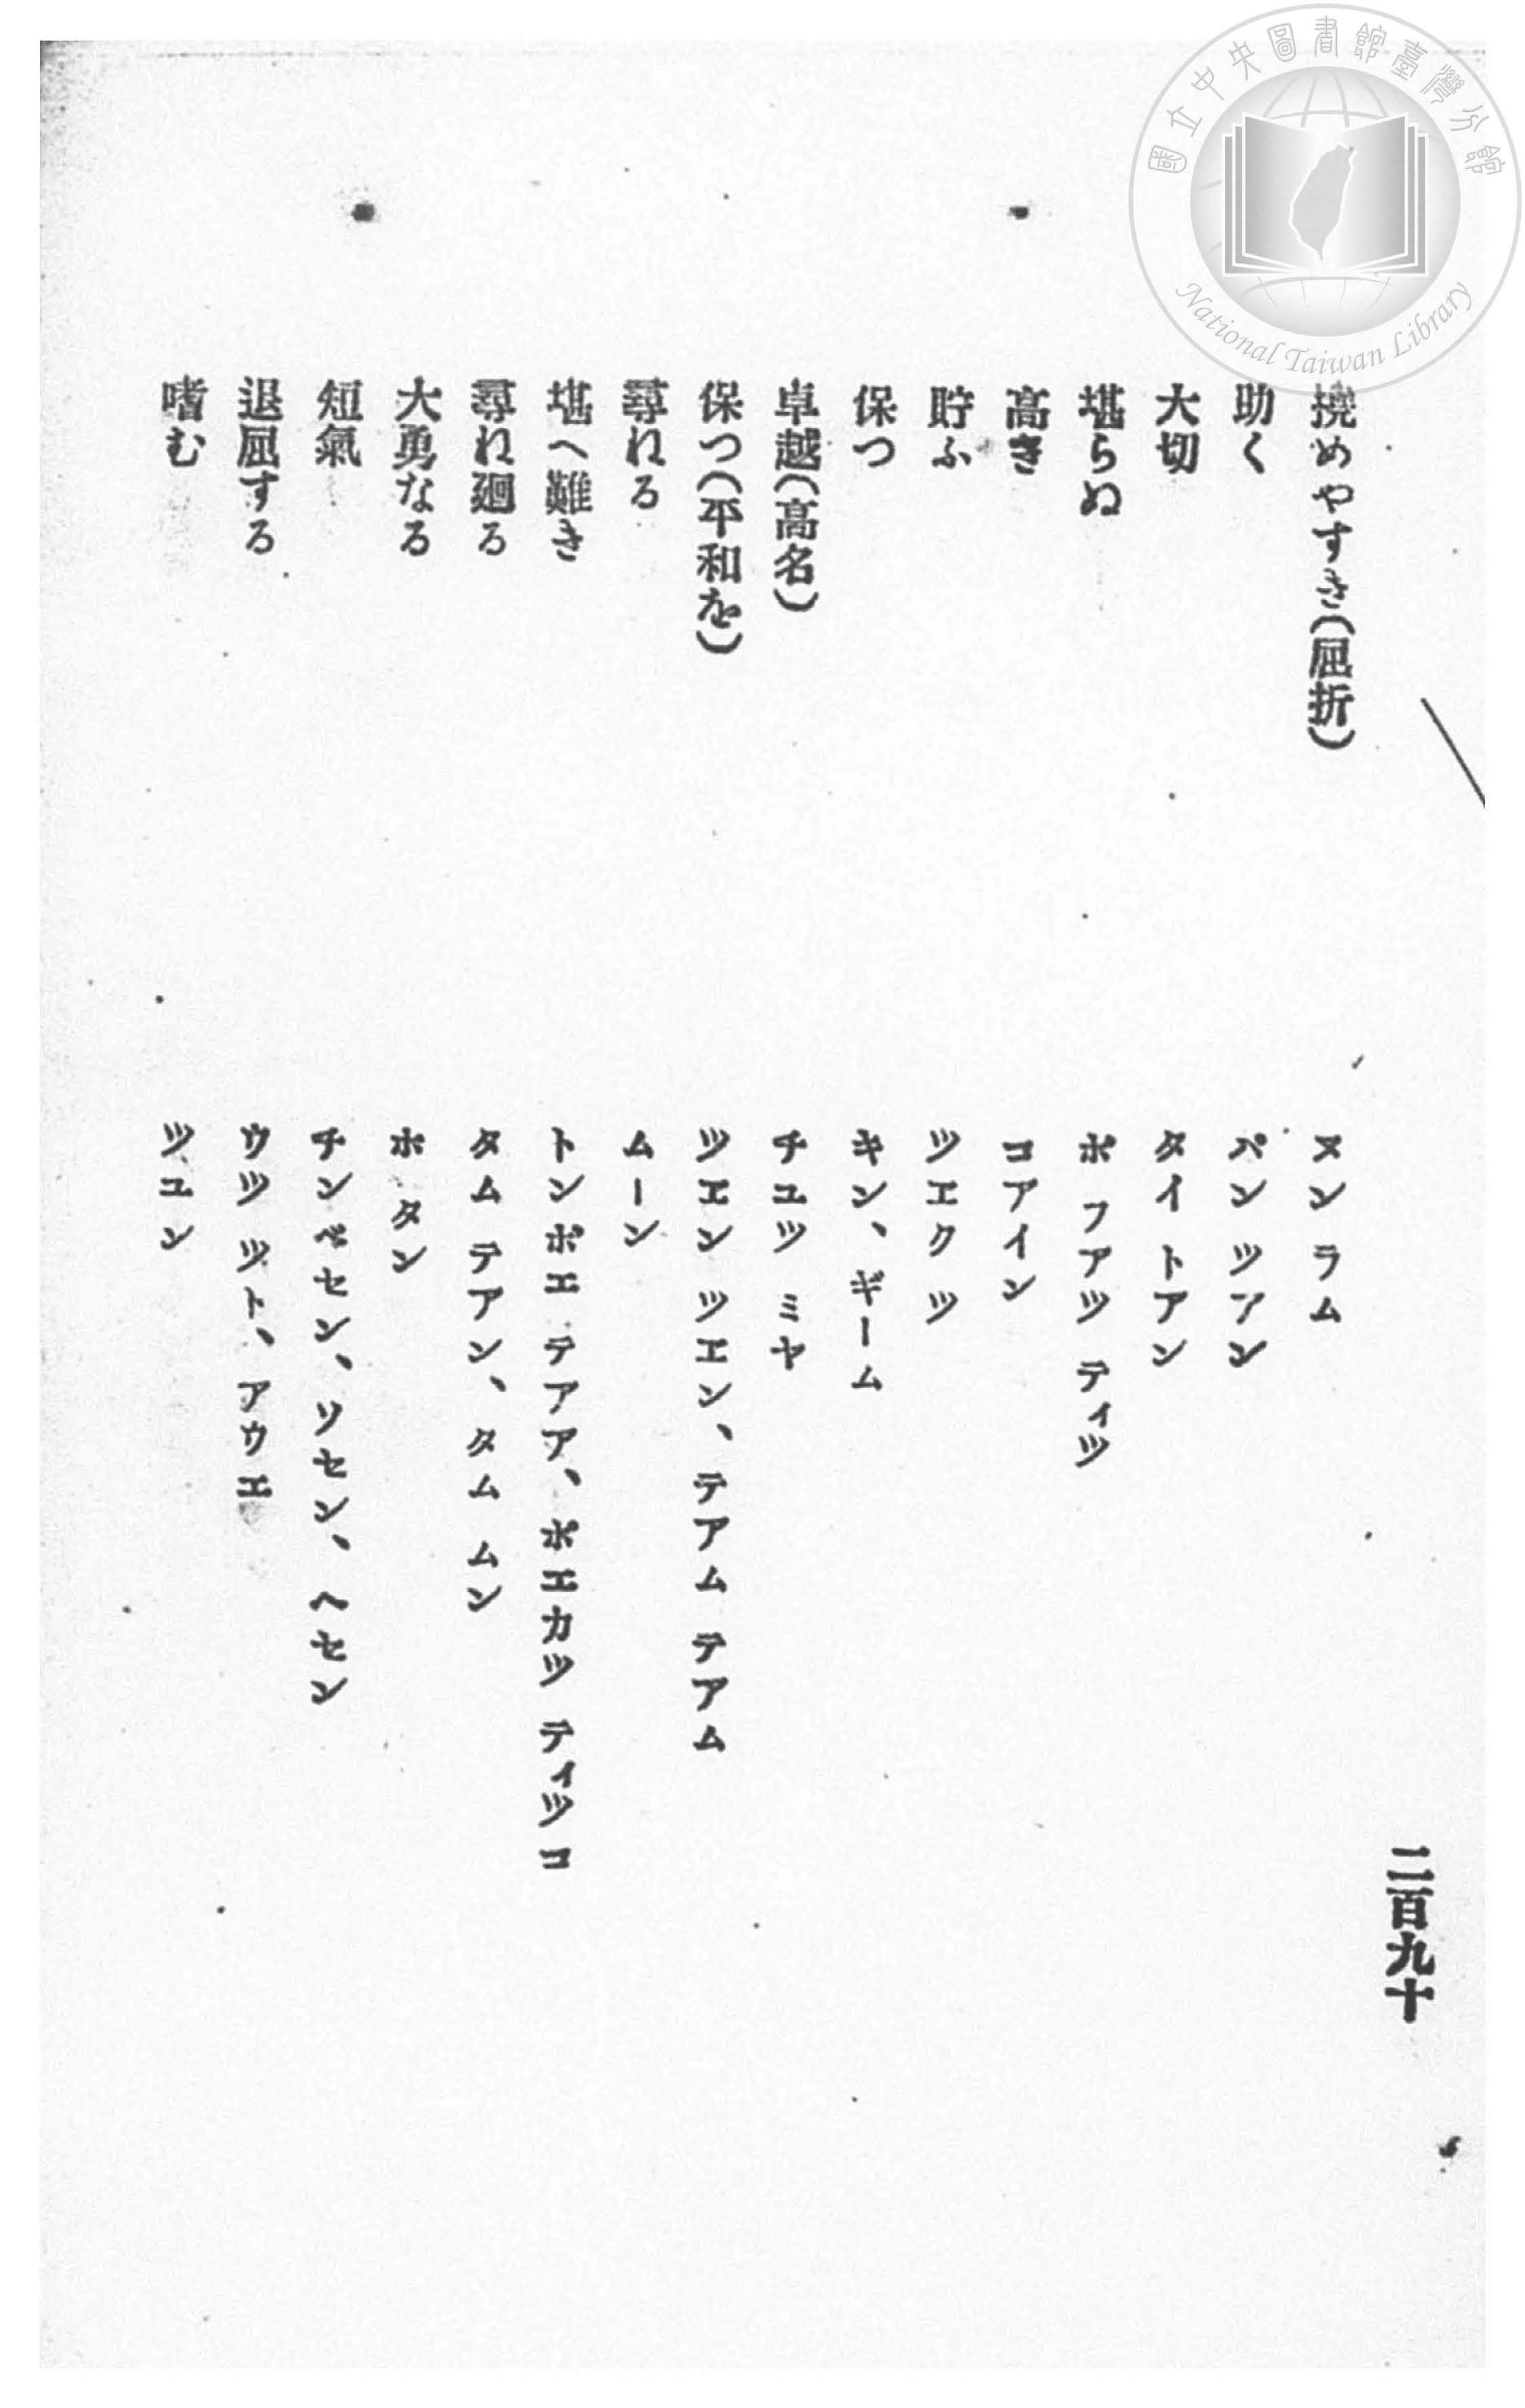 國立中央圖書館臺灣分館
National Taiwan Library
二百九十
撓めやすき(屈折) ヌン ラム
助く パン ツアン
大切 タイ トアン
堪らぬ ポ フアツ ティツ
高き コアイン
貯ふ ツエク ツ
保つ キン、ギーム
卓越(高名) チユツ ミヤ
保つ(平和を) ツエン ツエン、テアム テアム
尋ねる ムーン
堪へ難き トンポエ テアア、ポエカツ ティツ コ
尋ね廻る タム テアン、タム ムン
大勇なる ホ タン
短氣 チンベセン、ソセン、ヘセン
退屈する ウツ ツト、アウエ
嗜む ツユン